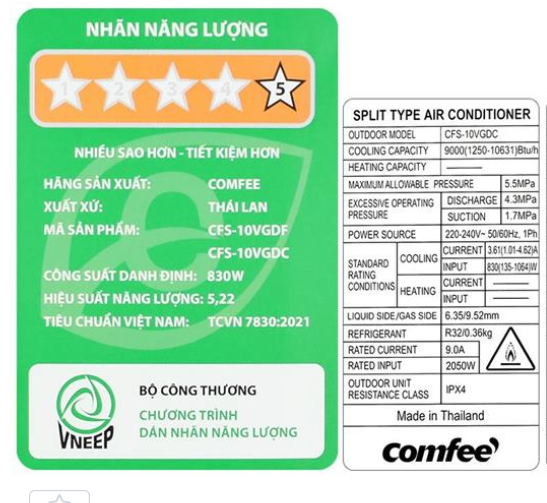 NHÃN NĂNG LƯỢNG
1 2 3 4 5
NHIỀU SAO HƠN - TIẾT KIỆM HƠN
HÃNG SẢN XUẤT: COMFEE
XUẤT XỨ: THÁI LAN
MÃ SẢN PHẨM: CFS-10VGDF
CFS-10VGDC
CÔNG SUẤT DANH ĐỊNH: 830W
HIỆU SUẤT NĂNG LƯỢNG: 5,22
TIÊU CHUẨN VIỆT NAM: TCVN 7830:2021
VNEEP
BỘ CÔNG THƯƠNG
CHƯƠNG TRÌNH
DÁN NHÃN NĂNG LƯỢNG
SPLIT TYPE AIR CONDITIONER
OUTDOOR MODEL CFS-10VGDC
COOLING CAPACITY 9000(1250-10631)Btu/h
HEATING CAPACITY ———
MAXIMUM ALLOWABLE PRESSURE 5.5MPa
EXCESSIVE OPERATING PRESSURE DISCHARGE 4.3MPa
SUCTION 1.7MPa
POWER SOURCE 220-240V~ 50/60Hz, 1Ph
STANDARD RATING CONDITIONS COOLING CURRENT 3.61(1.01-4.62)A
INPUT 830(135-1064)W
HEATING CURRENT ———
INPUT ———
LIQUID SIDE/GAS SIDE 6.35/9.52mm
REFRIGERANT R32/0.36kg
RATED CURRENT 9.0A
RATED INPUT 2050W
OUTDOOR UNIT RESISTANCE CLASS IPX4
Made in Thailand
comfee'